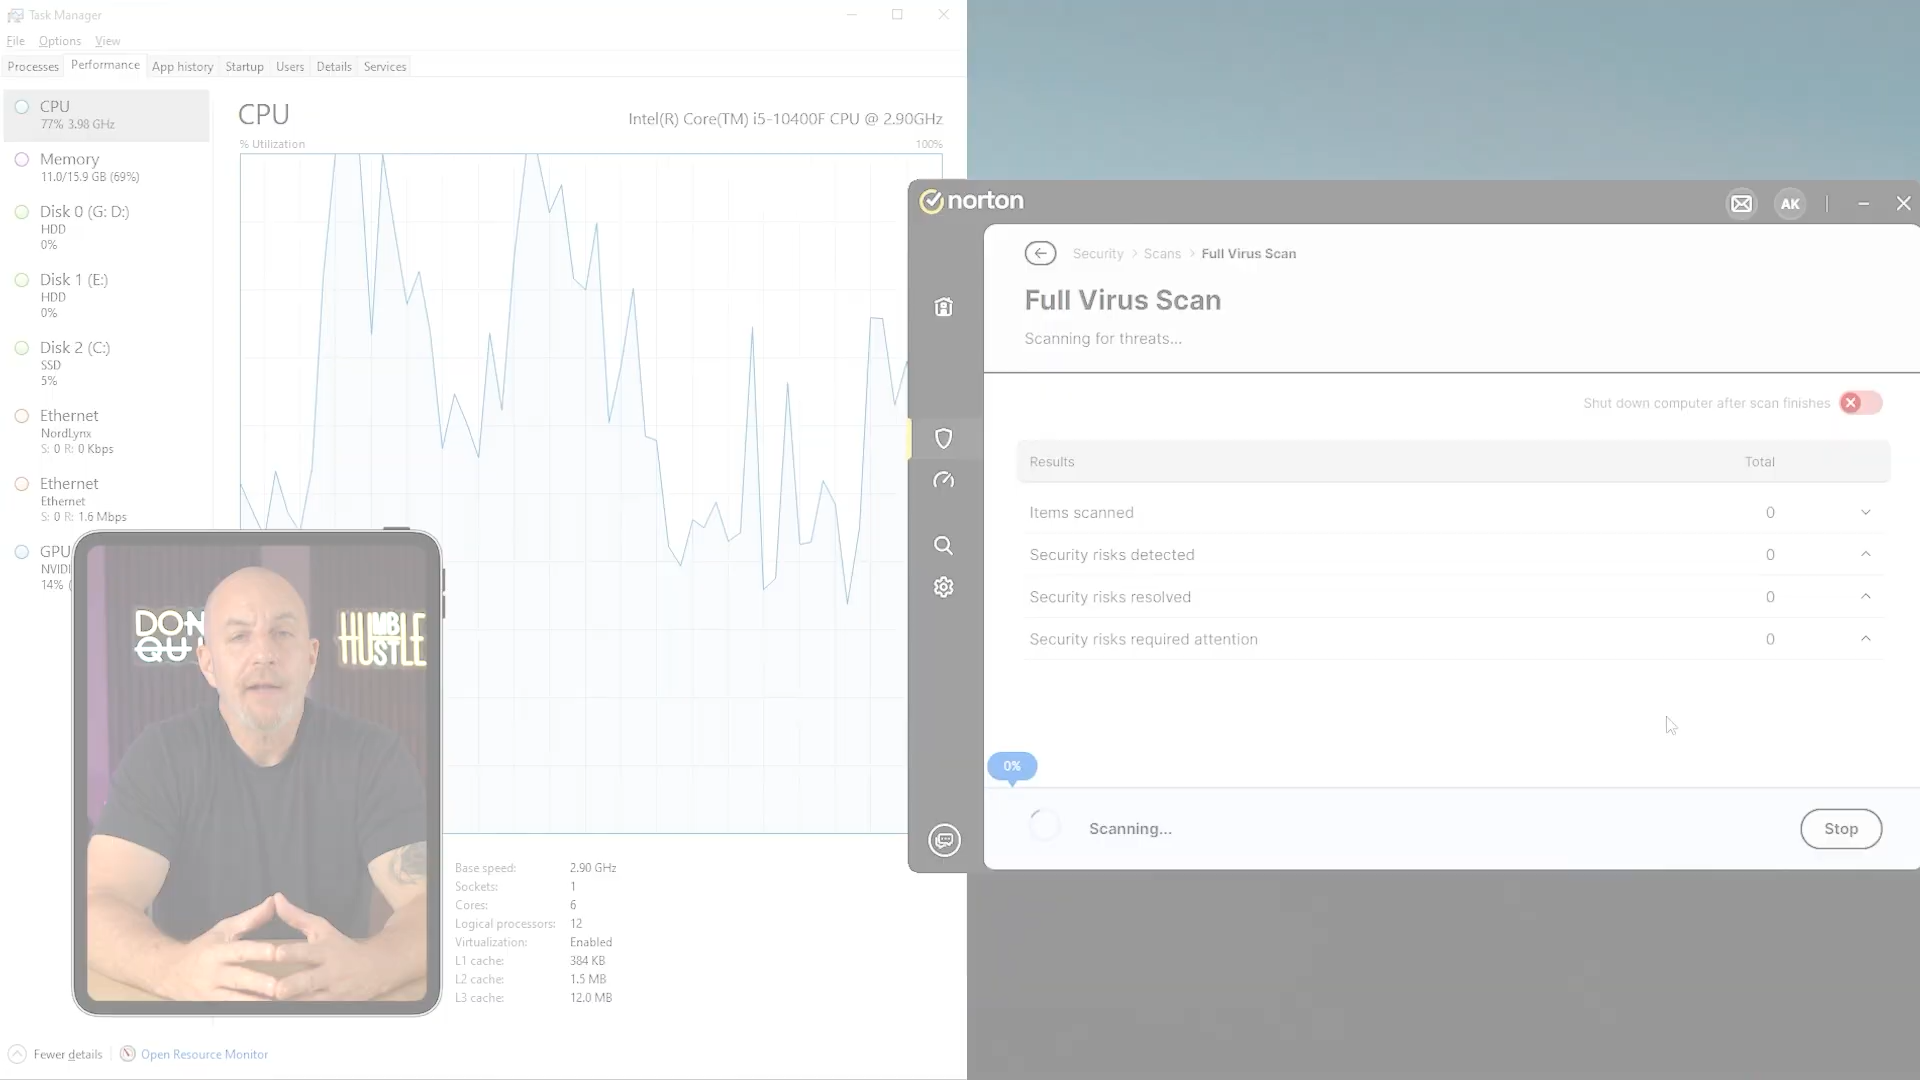 Task Manager
File Options View
Processes Performance App history Startup Users Details Services
CPU
77% 3.98 GHz
Memory
11.0/15.9 GB (69%)
Disk 0 (G: D:)
HDD
0%
Disk 1 (E:)
HDD
0%
Disk 2 (C:)
SSD
5%
Ethernet
NordLynx
S: 0 R: 0 Kbps
Ethernet
Ethernet
S: 0 R: 1.6 Mbps
GPU
NVIDI
14% (
CPU
Intel(R) Core(TM) i5-10400F CPU @ 2.90GHz
% Utilization
100%
DON
QU
HUMBLE
HUSTLE
Base speed: 2.90 GHz
Sockets: 1
Cores: 6
Logical processors: 12
Virtualization: Enabled
L1 cache: 384 KB
L2 cache: 1.5 MB
L3 cache: 12.0 MB
Fewer details
Open Resource Monitor
norton
AK
Security > Scans > Full Virus Scan
Full Virus Scan
Scanning for threats...
Shut down computer after scan finishes
Results Total
Items scanned 0
Security risks detected 0
Security risks resolved 0
Security risks required attention 0
0%
Scanning...
Stop